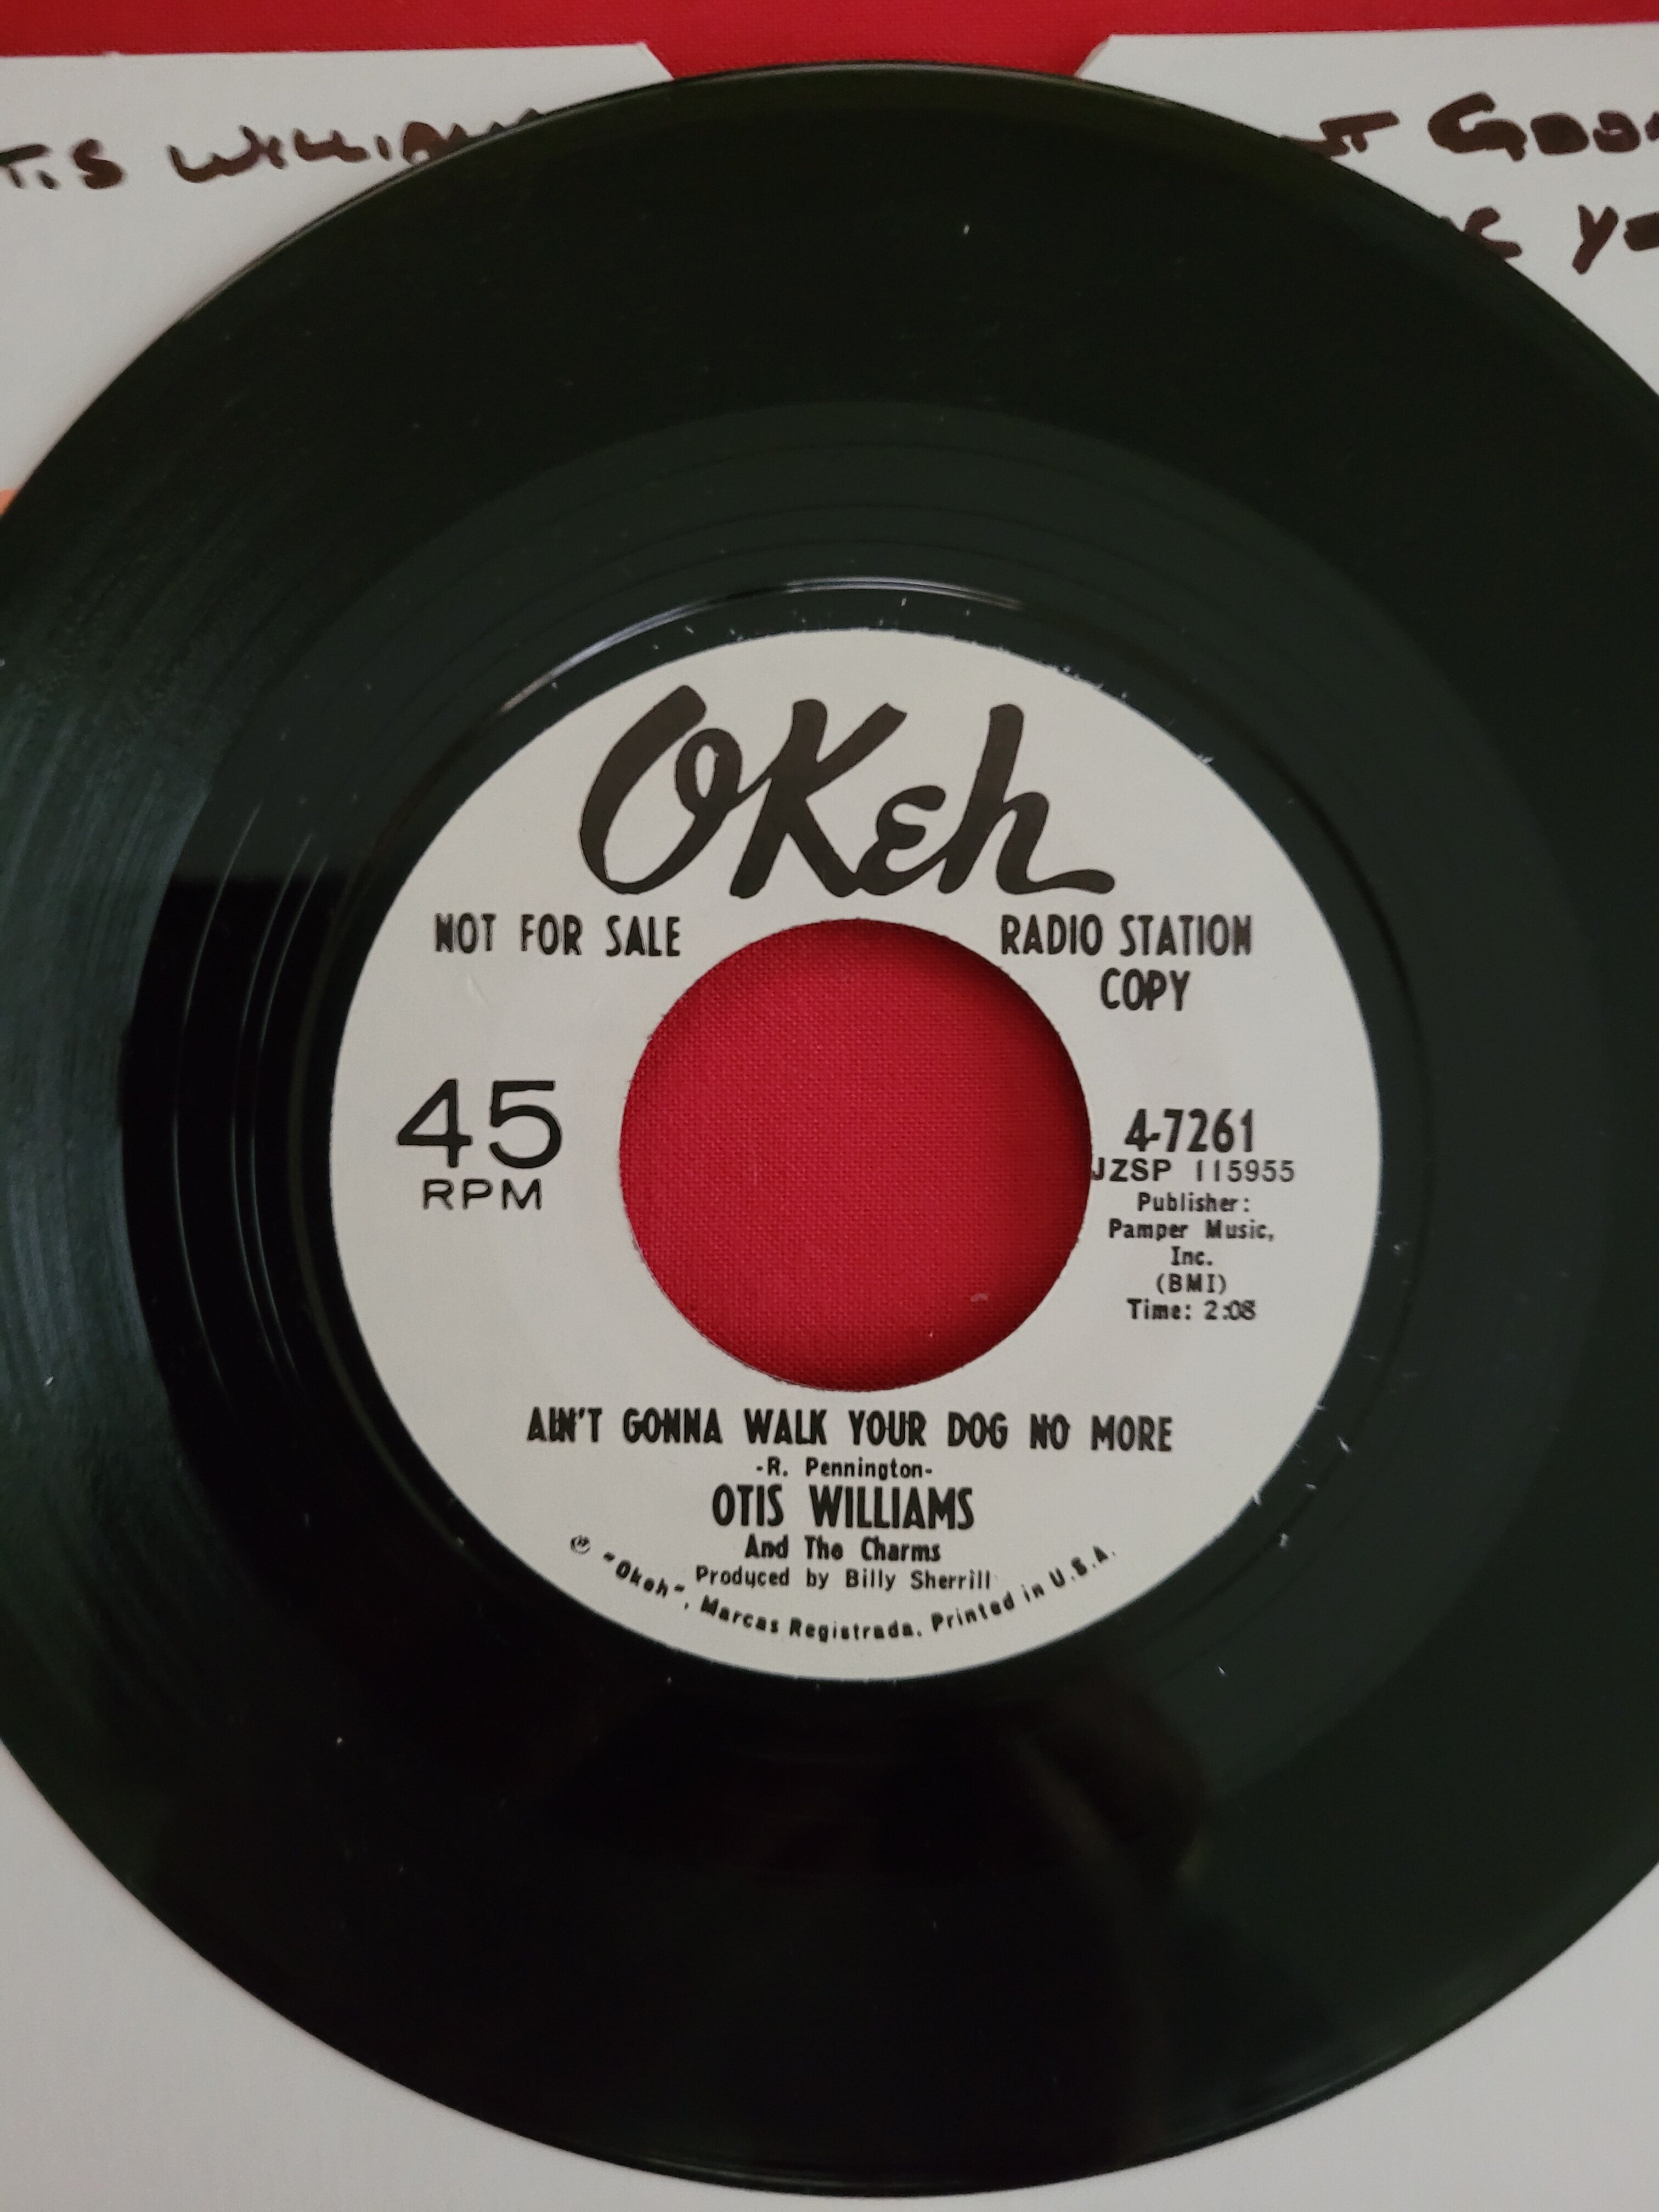 WILLIAMS
GOOD
OKeh
NOT FOR SALE
RADIO STATION
COPY
45
RPM
4-7261
JZSP 115955
Publisher:
Pamper Music,
Inc.
(BMI)
Time: 2:08
AIN'T GONNA WALK YOUR DOG NO MORE
-R. Pennington-
OTIS WILLIAMS
And The Charms
Produced by Billy Sherrill
℗ "Okeh", Marcas Registrada. Printed in U.S.A.